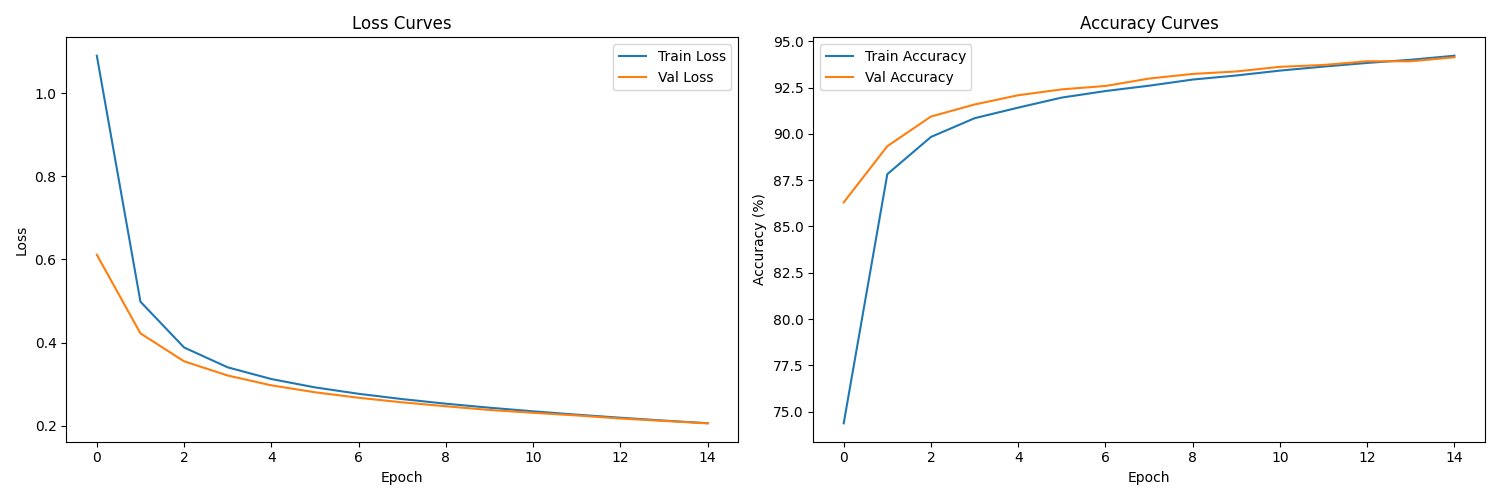 Loss Curves
Train Loss
Val Loss
1.0
0.8
0.6
0.4
0.2
Loss
0 2 4 6 8 10 12 14
Epoch
Accuracy Curves
Train Accuracy
Val Accuracy
95.0
92.5
90.0
87.5
85.0
82.5
80.0
77.5
75.0
Accuracy (%)
0 2 4 6 8 10 12 14
Epoch